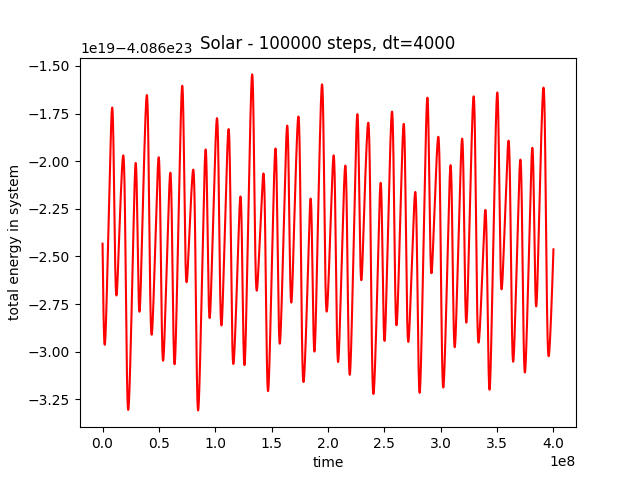 1e19−4.086e23
Solar - 100000 steps, dt=4000
−1.50
−1.75
−2.00
−2.25
−2.50
−2.75
−3.00
−3.25
total energy in system
0.0 0.5 1.0 1.5 2.0 2.5 3.0 3.5 4.0
time
1e8